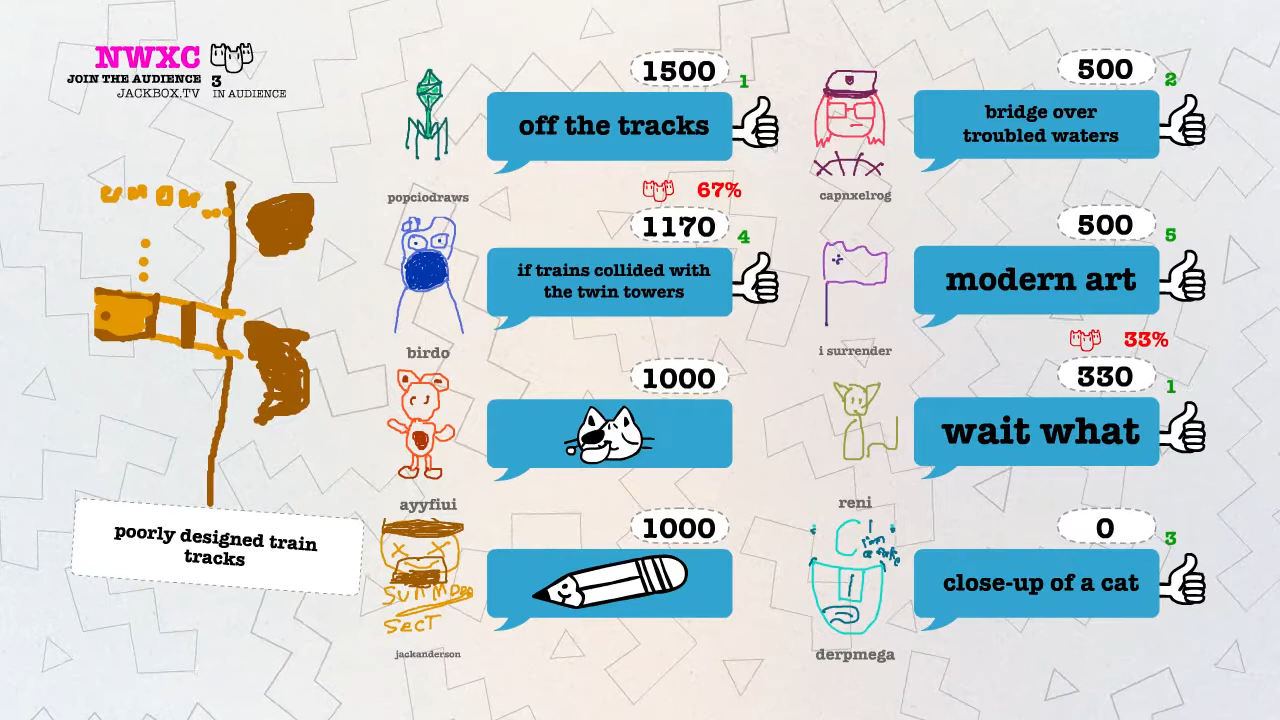 NWXC
JOIN THE AUDIENCE
JACKBOX.TV
3
IN AUDIENCE
poorly designed train
tracks
1500
1
off the tracks
popciodraws
67%
1170
4
if trains collided with
the twin towers
birdo
1000
ayyfiui
1000
SUMMDAD
SECT
jackanderson
500
2
bridge over
troubled waters
capnxelrog
500
5
modern art
i surrender
33%
330
1
wait what
reni
0
3
close-up of a cat
I'm
derpmega